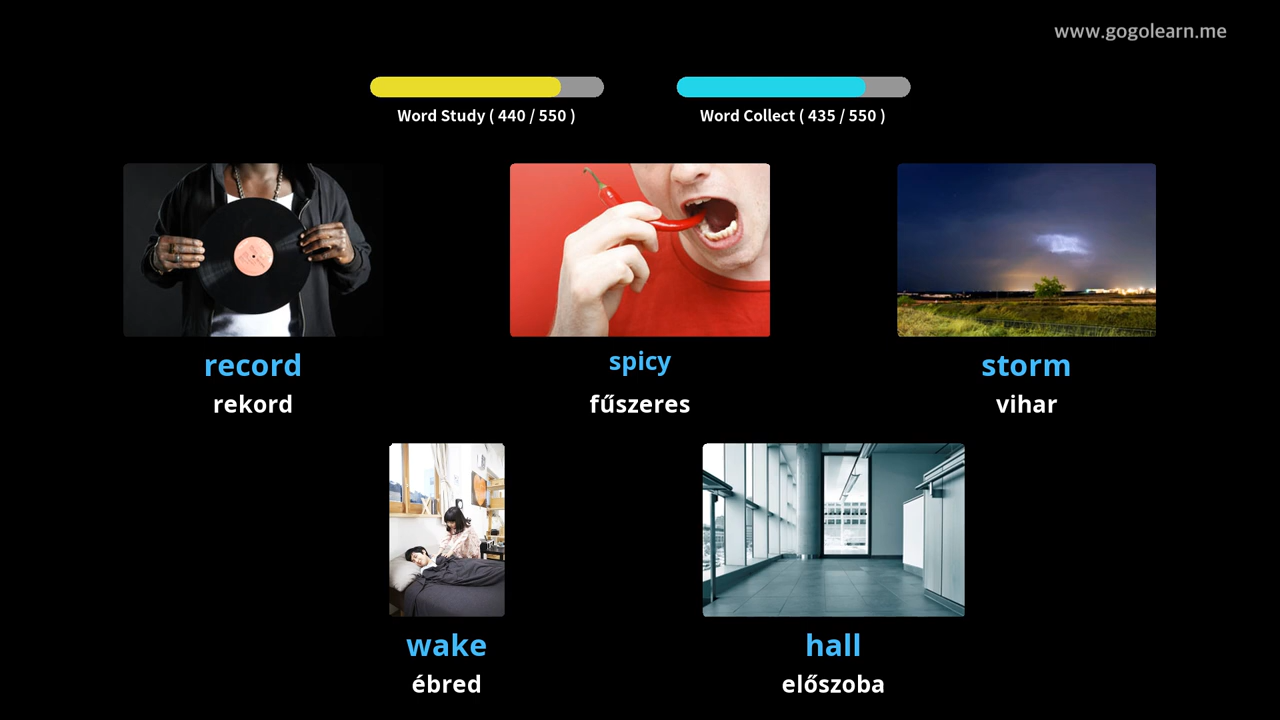 www.gogolearn.me
Word Study ( 440 / 550 )
Word Collect ( 435 / 550 )
record
rekord
spicy
fűszeres
storm
vihar
wake
ébred
hall
előszoba